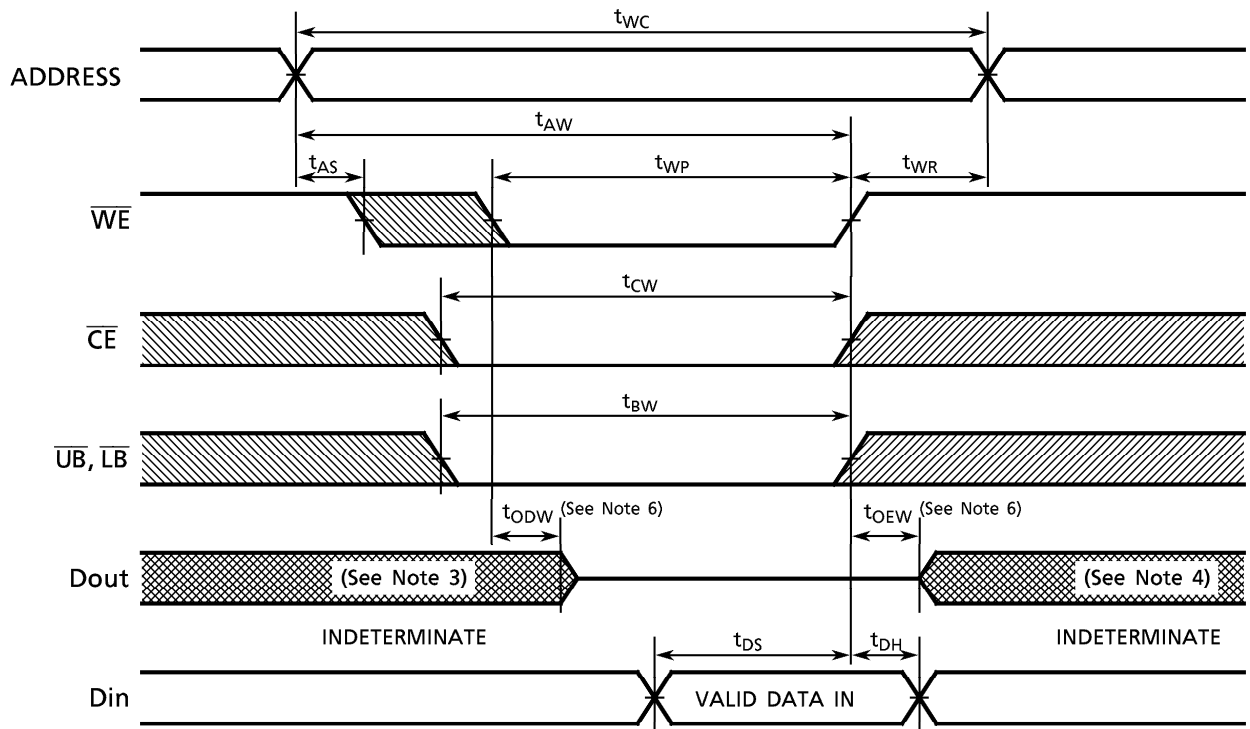 tWC
ADDRESS
tAW
tAS
tWP
tWR
WE
tCW
CE
tBW
UB, LB
tODW (See Note 6)
tOEW (See Note 6)
Dout
(See Note 3)
(See Note 4)
INDETERMINATE
INDETERMINATE
tDS
tDH
Din
VALID DATA IN